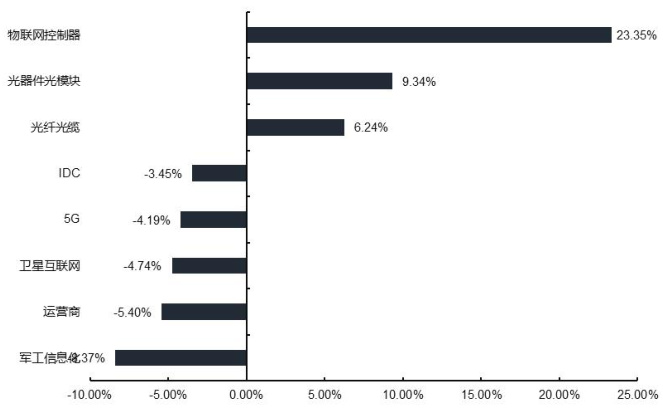 物联网控制器 23.35%
光器件光模块 9.34%
光纤光缆 6.24%
IDC -3.45%
5G -4.19%
卫星互联网 -4.74%
运营商 -5.40%
军工信息化 -8.37%
-10.00% -5.00% 0.00% 5.00% 10.00% 15.00% 20.00% 25.00%